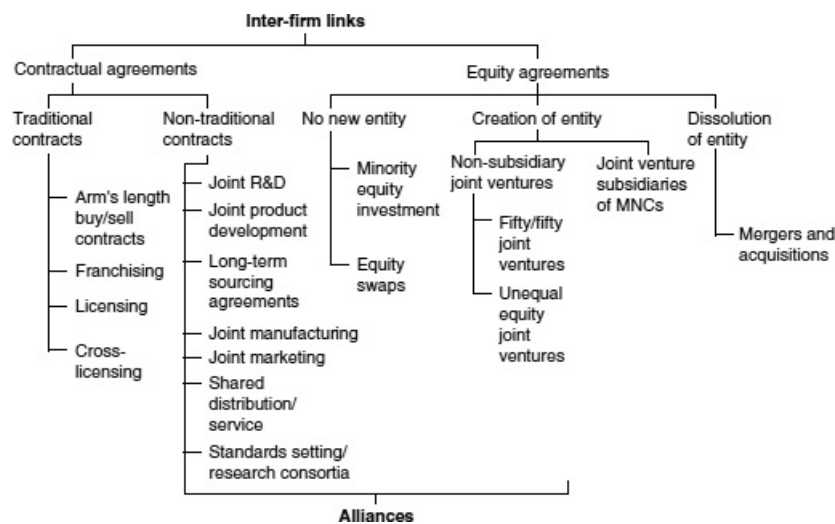 Inter-firm links
Contractual agreements
Equity agreements
Traditional
contracts
Non-traditional
contracts
No new entity
Creation of entity
Dissolution
of entity
Arm's length
buy/sell
contracts
Franchising
Licensing
Cross-
licensing
Joint R&D
Joint product
development
Long-term
sourcing
agreements
Joint manufacturing
Joint marketing
Shared
distribution/
service
Standards setting/
research consortia
Minority
equity
investment
Equity
swaps
Non-subsidiary
joint ventures
Fifty/fifty
joint
ventures
Unequal
equity
joint
ventures
Joint venture
subsidiaries
of MNCs
Mergers and
acquisitions
Alliances